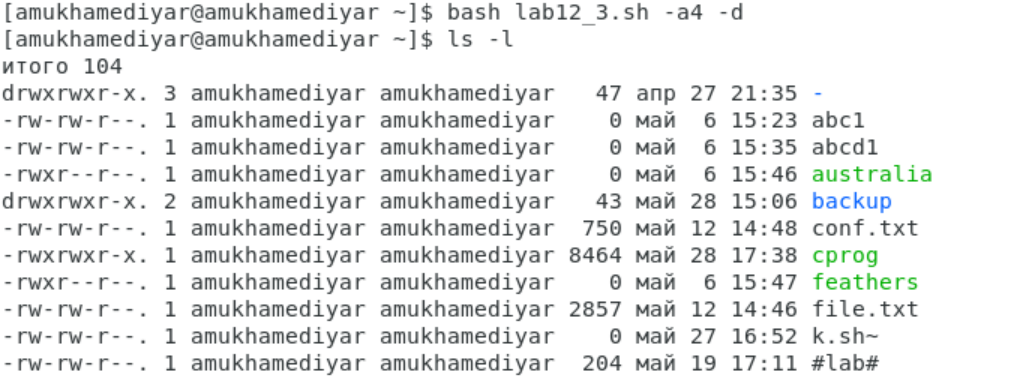 [amukhamediyar@amukhamediyar ~]$ bash lab12_3.sh -a4 -d
[amukhamediyar@amukhamediyar ~]$ ls -l
итого 104
drwxrwxr-x. 3 amukhamediyar amukhamediyar   47 апр 27 21:35 -
-rw-rw-r--. 1 amukhamediyar amukhamediyar    0 май  6 15:23 abc1
-rw-rw-r--. 1 amukhamediyar amukhamediyar    0 май  6 15:35 abcd1
-rwxr--r--. 1 amukhamediyar amukhamediyar    0 май  6 15:46 australia
drwxrwxr-x. 2 amukhamediyar amukhamediyar   43 май 28 15:06 backup
-rw-rw-r--. 1 amukhamediyar amukhamediyar  750 май 12 14:48 conf.txt
-rwxrwxr-x. 1 amukhamediyar amukhamediyar 8464 май 28 17:38 cprog
-rwxr--r--. 1 amukhamediyar amukhamediyar    0 май  6 15:47 feathers
-rw-rw-r--. 1 amukhamediyar amukhamediyar 2857 май 12 14:46 file.txt
-rw-rw-r--. 1 amukhamediyar amukhamediyar    0 май 27 16:52 k.sh~
-rw-rw-r--. 1 amukhamediyar amukhamediyar  204 май 19 17:11 #lab#